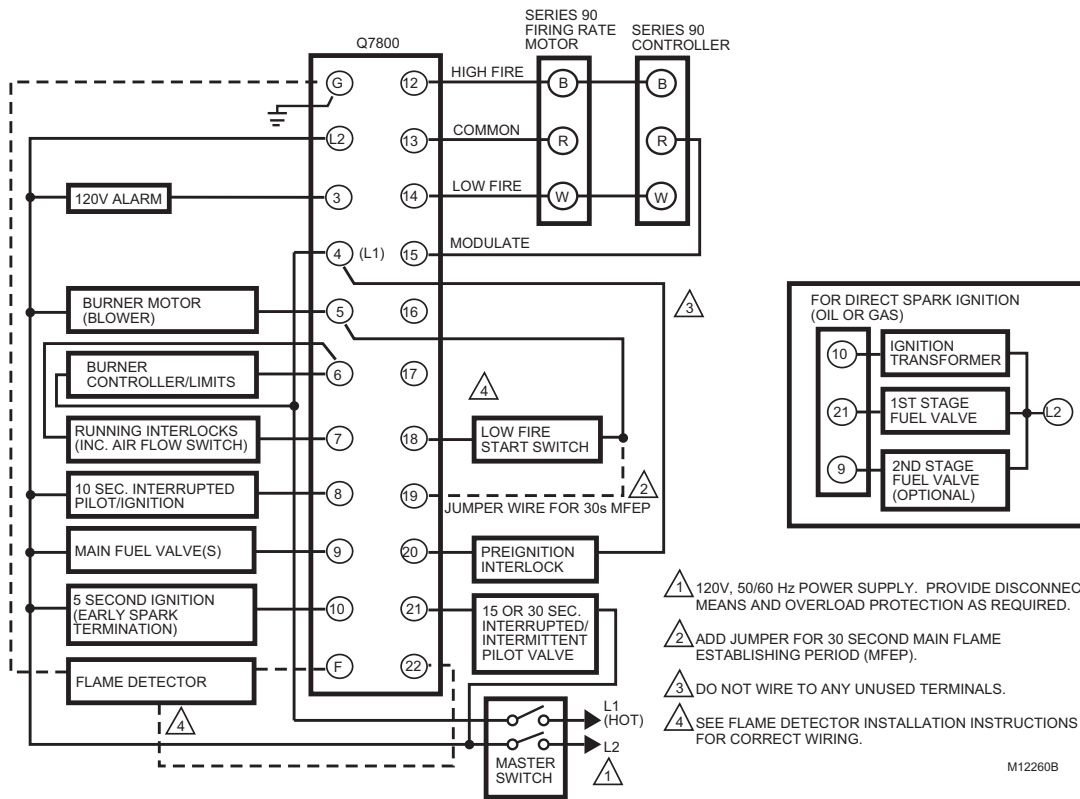 SERIES 90
FIRING RATE
MOTOR
SERIES 90
CONTROLLER
Q7800
G
12
HIGH FIRE
B
B
L2
13
COMMON
R
R
120V ALARM
3
14
LOW FIRE
W
W
4
(L1)
15
MODULATE
3
BURNER MOTOR
(BLOWER)
5
16
BURNER
CONTROLLER/LIMITS
6
17
4
RUNNING INTERLOCKS
(INC. AIR FLOW SWITCH)
7
18
LOW FIRE
START SWITCH
10 SEC. INTERRUPTED
PILOT/IGNITION
8
19
2
JUMPER WIRE FOR 30s MFEP
MAIN FUEL VALVE(S)
9
20
PREIGNITION
INTERLOCK
5 SECOND IGNITION
(EARLY SPARK
TERMINATION)
10
21
15 OR 30 SEC.
INTERRUPTED/
INTERMITTENT
PILOT VALVE
FLAME DETECTOR
F
22
4
L1
(HOT)
L2
MASTER
SWITCH
1
FOR DIRECT SPARK IGNITION
(OIL OR GAS)
10
IGNITION
TRANSFORMER
21
1ST STAGE
FUEL VALVE
L2
9
2ND STAGE
FUEL VALVE
(OPTIONAL)
1 120V, 50/60 Hz POWER SUPPLY. PROVIDE DISCONNEC
MEANS AND OVERLOAD PROTECTION AS REQUIRED.
2 ADD JUMPER FOR 30 SECOND MAIN FLAME
ESTABLISHING PERIOD (MFEP).
3 DO NOT WIRE TO ANY UNUSED TERMINALS.
4 SEE FLAME DETECTOR INSTALLATION INSTRUCTIONS
FOR CORRECT WIRING.
M12260B